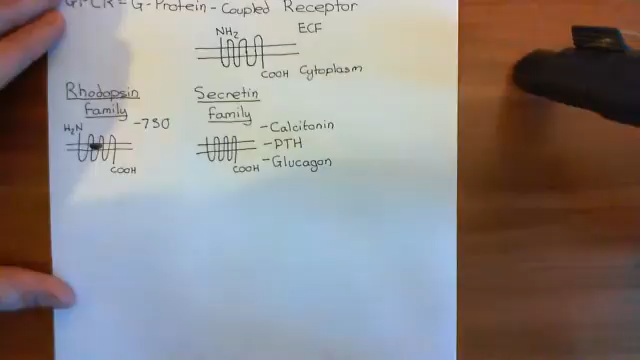 GPCR = G-Protein-Coupled Receptor
NH₂
ECF
COOH
Cytoplasm
Rhodopsin
Family
-750
H₂N
COOH
Secretin
Family
-Calcitonin
-PTH
-Glucagon
COOH